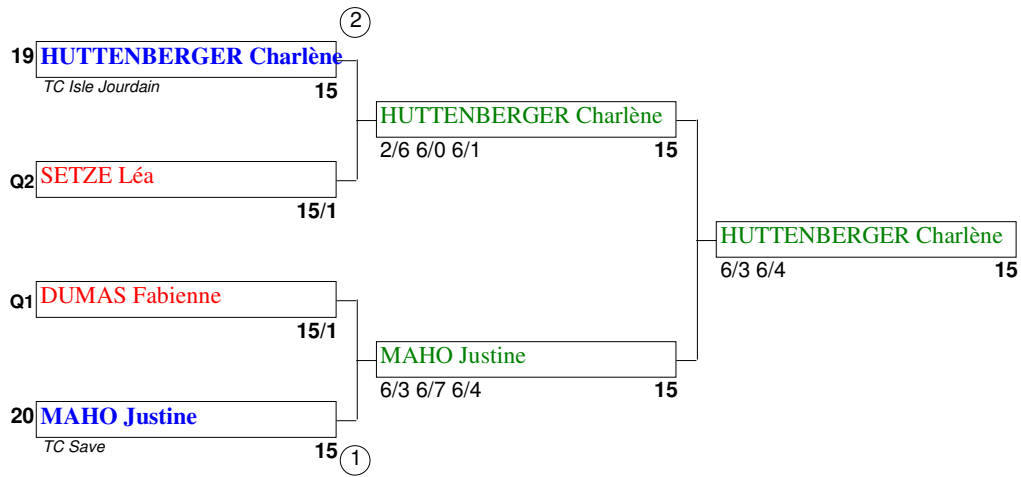 2
19 HUTTENBERGER Charlène
TC Isle Jourdain 15
HUTTENBERGER Charlène
2/6 6/0 6/1 15
Q2 SETZE Léa
15/1
HUTTENBERGER Charlène
6/3 6/4 15
Q1 DUMAS Fabienne
15/1
MAHO Justine
6/3 6/7 6/4 15
20 MAHO Justine
TC Save 15
1